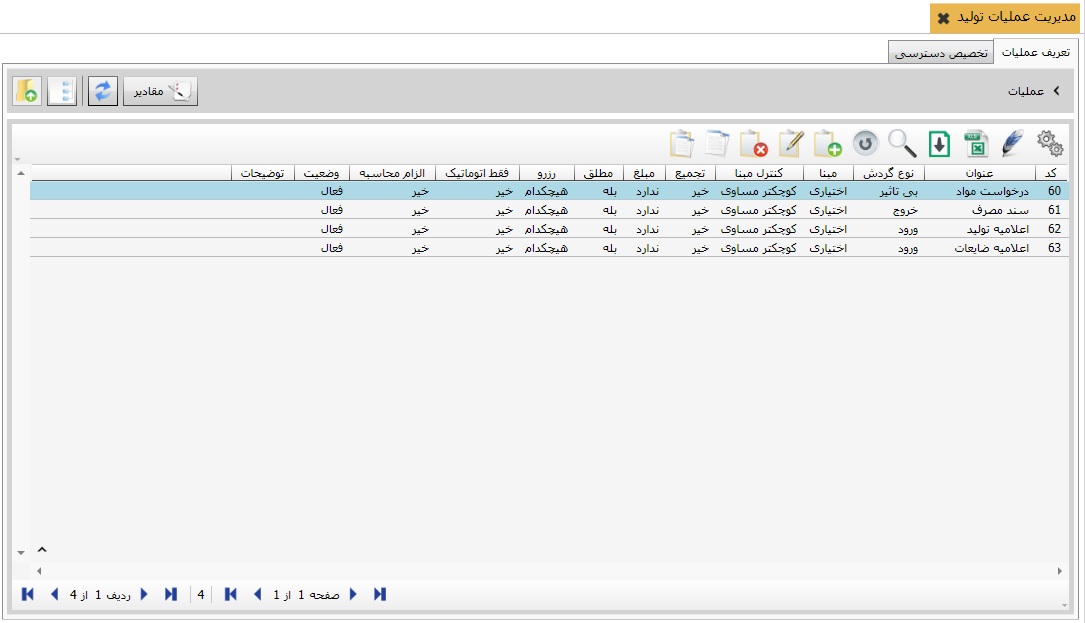 مدیریت عملیات تولید
تعریف عملیات تخصیص دسترسی
عملیات مقادیر
کد عنوان نوع گردش مبنا کنترل مبنا تجمیع مبلغ مطلق رزرو فقط اتوماتیک الزام محاسبه وضعیت توضیحات
60 درخواست مواد بی تاثیر اختیاری کوچکتر مساوی خیر ندارد بله هیچکدام خیر خیر فعال
61 سند مصرف خروج اختیاری کوچکتر مساوی خیر ندارد بله هیچکدام خیر خیر فعال
62 اعلامیه تولید ورود اختیاری کوچکتر مساوی خیر ندارد بله هیچکدام خیر خیر فعال
63 اعلامیه ضایعات ورود اختیاری کوچکتر مساوی خیر ندارد بله هیچکدام خیر خیر فعال
صفحه 1 از 1 4 ردیف 1 از 4